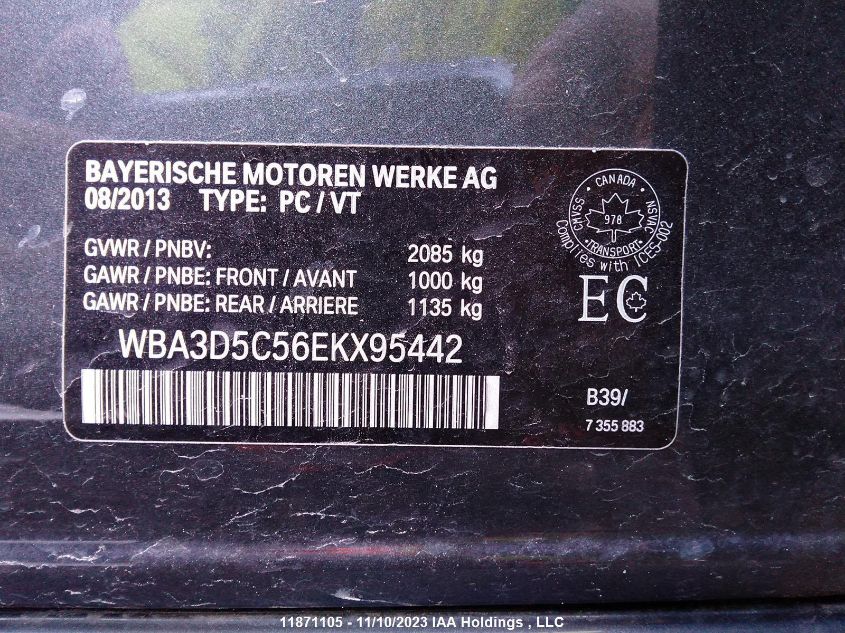 BAYERISCHE MOTOREN WERKE AG
08/2013 TYPE: PC / VT
GVWR / PNBV: 2085 kg
GAWR / PNBE: FRONT / AVANT 1000 kg
GAWR / PNBE: REAR / ARRIERE 1135 kg
WBA3D5C56EKX95442
CANADA
CMVSS
NSVAC
978
TRANSPORT
Complies with ICES-002
EC
B39/
7 355 883
11871105 - 11/10/2023 IAA Holdings , LLC